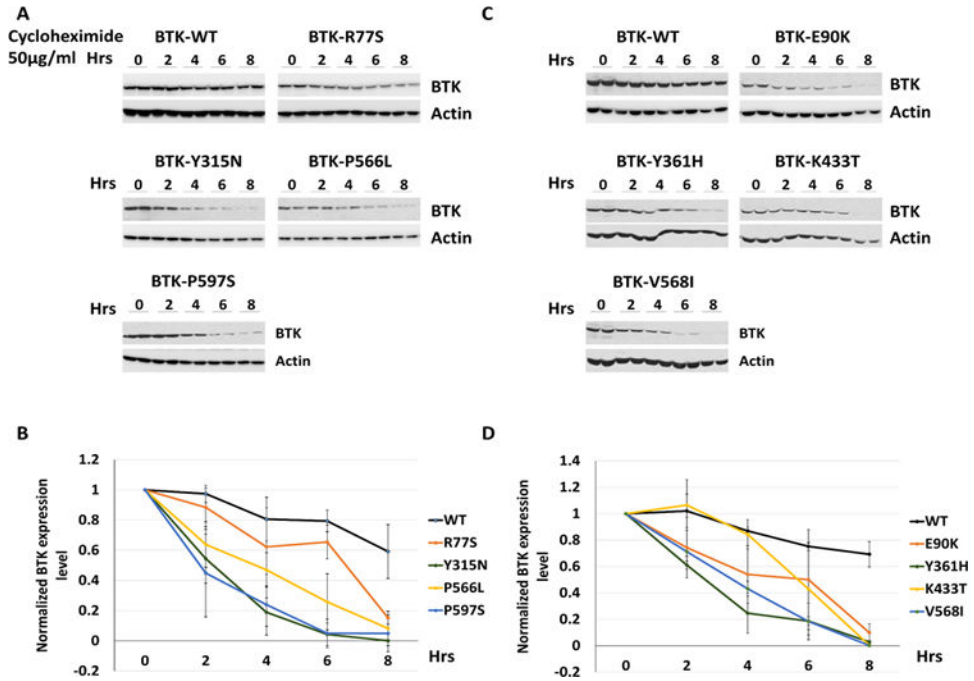 A
Cycloheximide
50µg/ml Hrs
BTK-WT
0 2 4 6 8
BTK-R77S
0 2 4 6 8
BTK
Actin
BTK-Y315N
Hrs
0 2 4 6 8
BTK-P566L
0 2 4 6 8
BTK
Actin
BTK-P597S
Hrs
0 2 4 6 8
BTK
Actin
C
BTK-WT
Hrs
0 2 4 6 8
BTK-E90K
0 2 4 6 8
BTK
Actin
BTK-Y361H
Hrs
0 2 4 6 8
BTK-K433T
0 2 4 6 8
BTK
Actin
BTK-V568I
Hrs
0 2 4 6 8
BTK
Actin
B
Normalized BTK expression
level
1.2
1
0.8
0.6
0.4
0.2
0
-0.2
0 2 4 6 8 Hrs
WT
R77S
Y315N
P566L
P597S
D
Normalized BTK expression
level
1.4
1.2
1.0
0.8
0.6
0.4
0.2
0
-0.2
0 2 4 6 8 Hrs
WT
E90K
Y361H
K433T
V568I